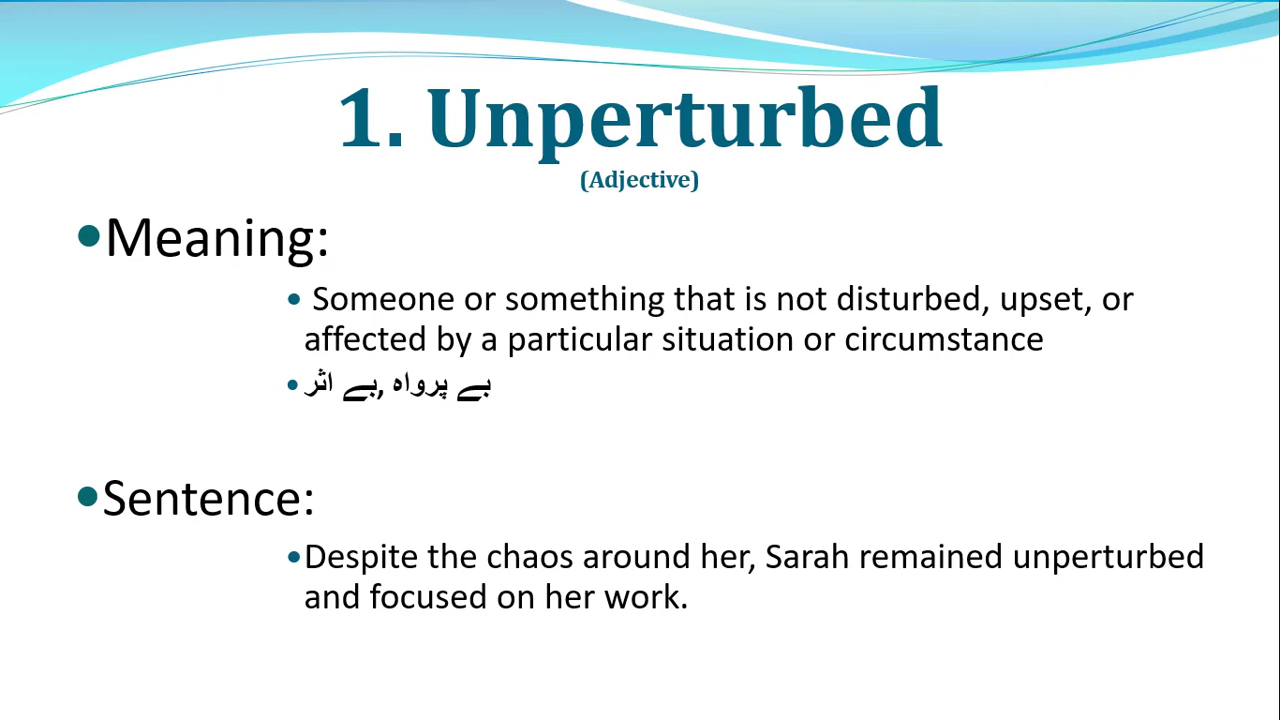 1. Unperturbed
(Adjective)
•Meaning:
• Someone or something that is not disturbed, upset, or
affected by a particular situation or circumstance
•بے پرواہ ,بے اثر
•Sentence:
•Despite the chaos around her, Sarah remained unperturbed
and focused on her work.